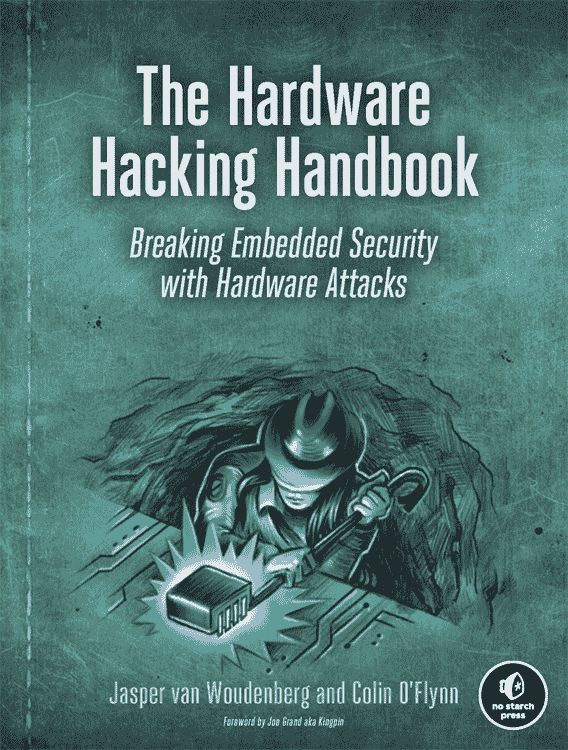 The Hardware
Hacking Handbook
Breaking Embedded Security
with Hardware Attacks
Jasper van Woudenberg and Colin O'Flynn
Foreword by Joe Grand aka Kingpin
no starch
press